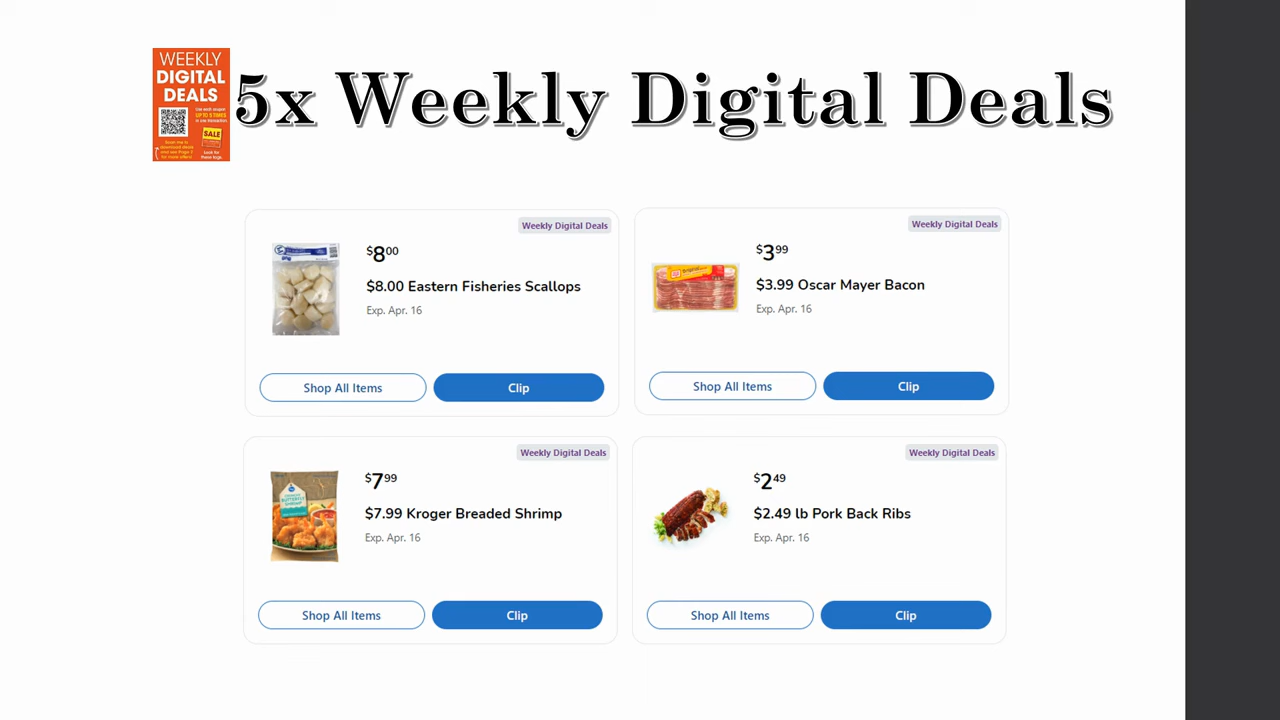 WEEKLY
DIGITAL
DEALS
UP TO 5 TIMES
SALE
5x Weekly Digital Deals
Weekly Digital Deals
$8.00
$8.00 Eastern Fisheries Scallops
Exp. Apr. 16
Shop All Items
Clip
Weekly Digital Deals
$3.99
$3.99 Oscar Mayer Bacon
Exp. Apr. 16
Shop All Items
Clip
Weekly Digital Deals
$7.99
$7.99 Kroger Breaded Shrimp
Exp. Apr. 16
Shop All Items
Clip
Weekly Digital Deals
$2.49
$2.49 lb Pork Back Ribs
Exp. Apr. 16
Shop All Items
Clip